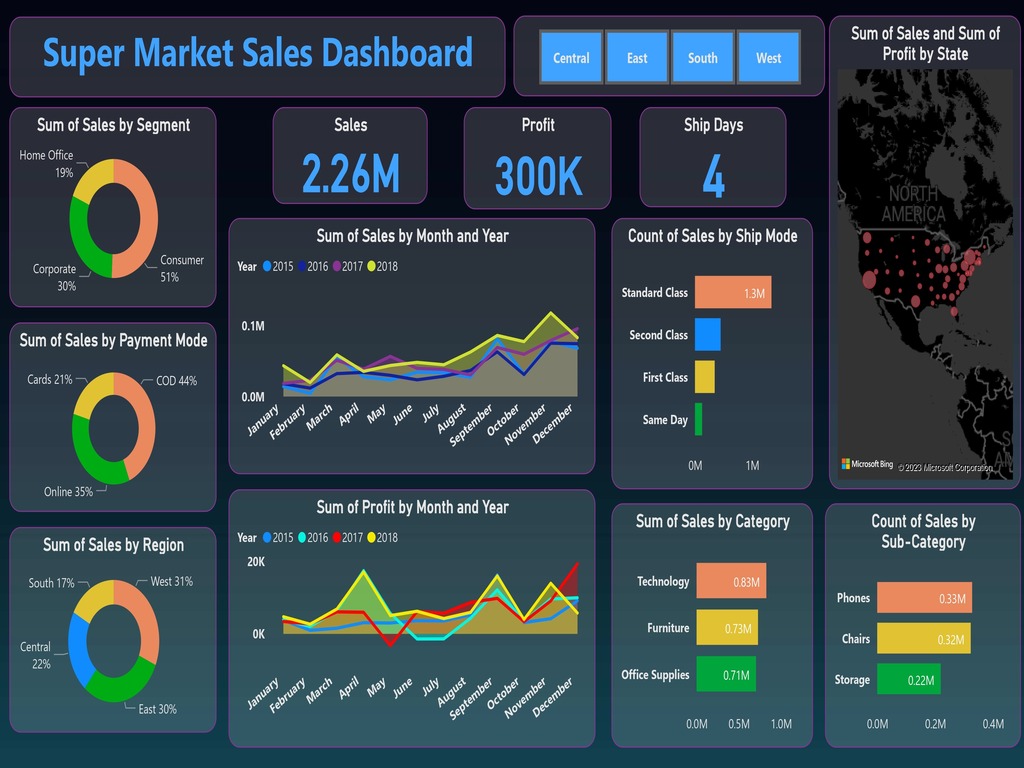 Super Market Sales Dashboard
Central
East
South
West
Sum of Sales and Sum of
Profit by State
Sum of Sales by Segment
Home Office
19%
Corporate
30%
Consumer
51%
Sales
2.26M
Profit
300K
Ship Days
4
NORTH
AMERICA
Microsoft Bing
© 2023 Microsoft Corporation
Sum of Sales by Month and Year
Year 2015 2016 2017 2018
0.1M
0.0M
January
February
March
April
May
June
July
August
September
October
November
December
Count of Sales by Ship Mode
Standard Class
1.3M
Second Class
First Class
Same Day
0M 1M
Sum of Sales by Payment Mode
Cards 21%
COD 44%
Online 35%
Sum of Profit by Month and Year
Year 2015 2016 2017 2018
20K
0K
January
February
March
April
May
June
July
August
September
October
November
December
Sum of Sales by Region
South 17%
West 31%
Central
22%
East 30%
Sum of Sales by Category
Technology
0.83M
Furniture
0.73M
Office Supplies
0.71M
0.0M 0.5M 1.0M
Count of Sales by
Sub-Category
Phones
0.33M
Chairs
0.32M
Storage
0.22M
0.0M 0.2M 0.4M